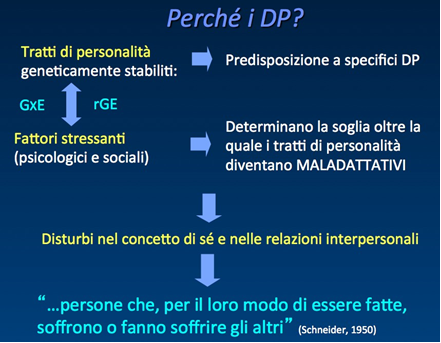 Perché i DP?
Tratti di personalità
geneticamente stabiliti:
Predisposizione a specifici DP
GxE rGE
Fattori stressanti
(psicologici e sociali)
Determinano la soglia oltre la
quale i tratti di personalità
diventano MALADATTATIVI
Disturbi nel concetto di sé e nelle relazioni interpersonali
“…persone che, per il loro modo di essere fatte,
soffrono o fanno soffrire gli altri” (Schneider, 1950)